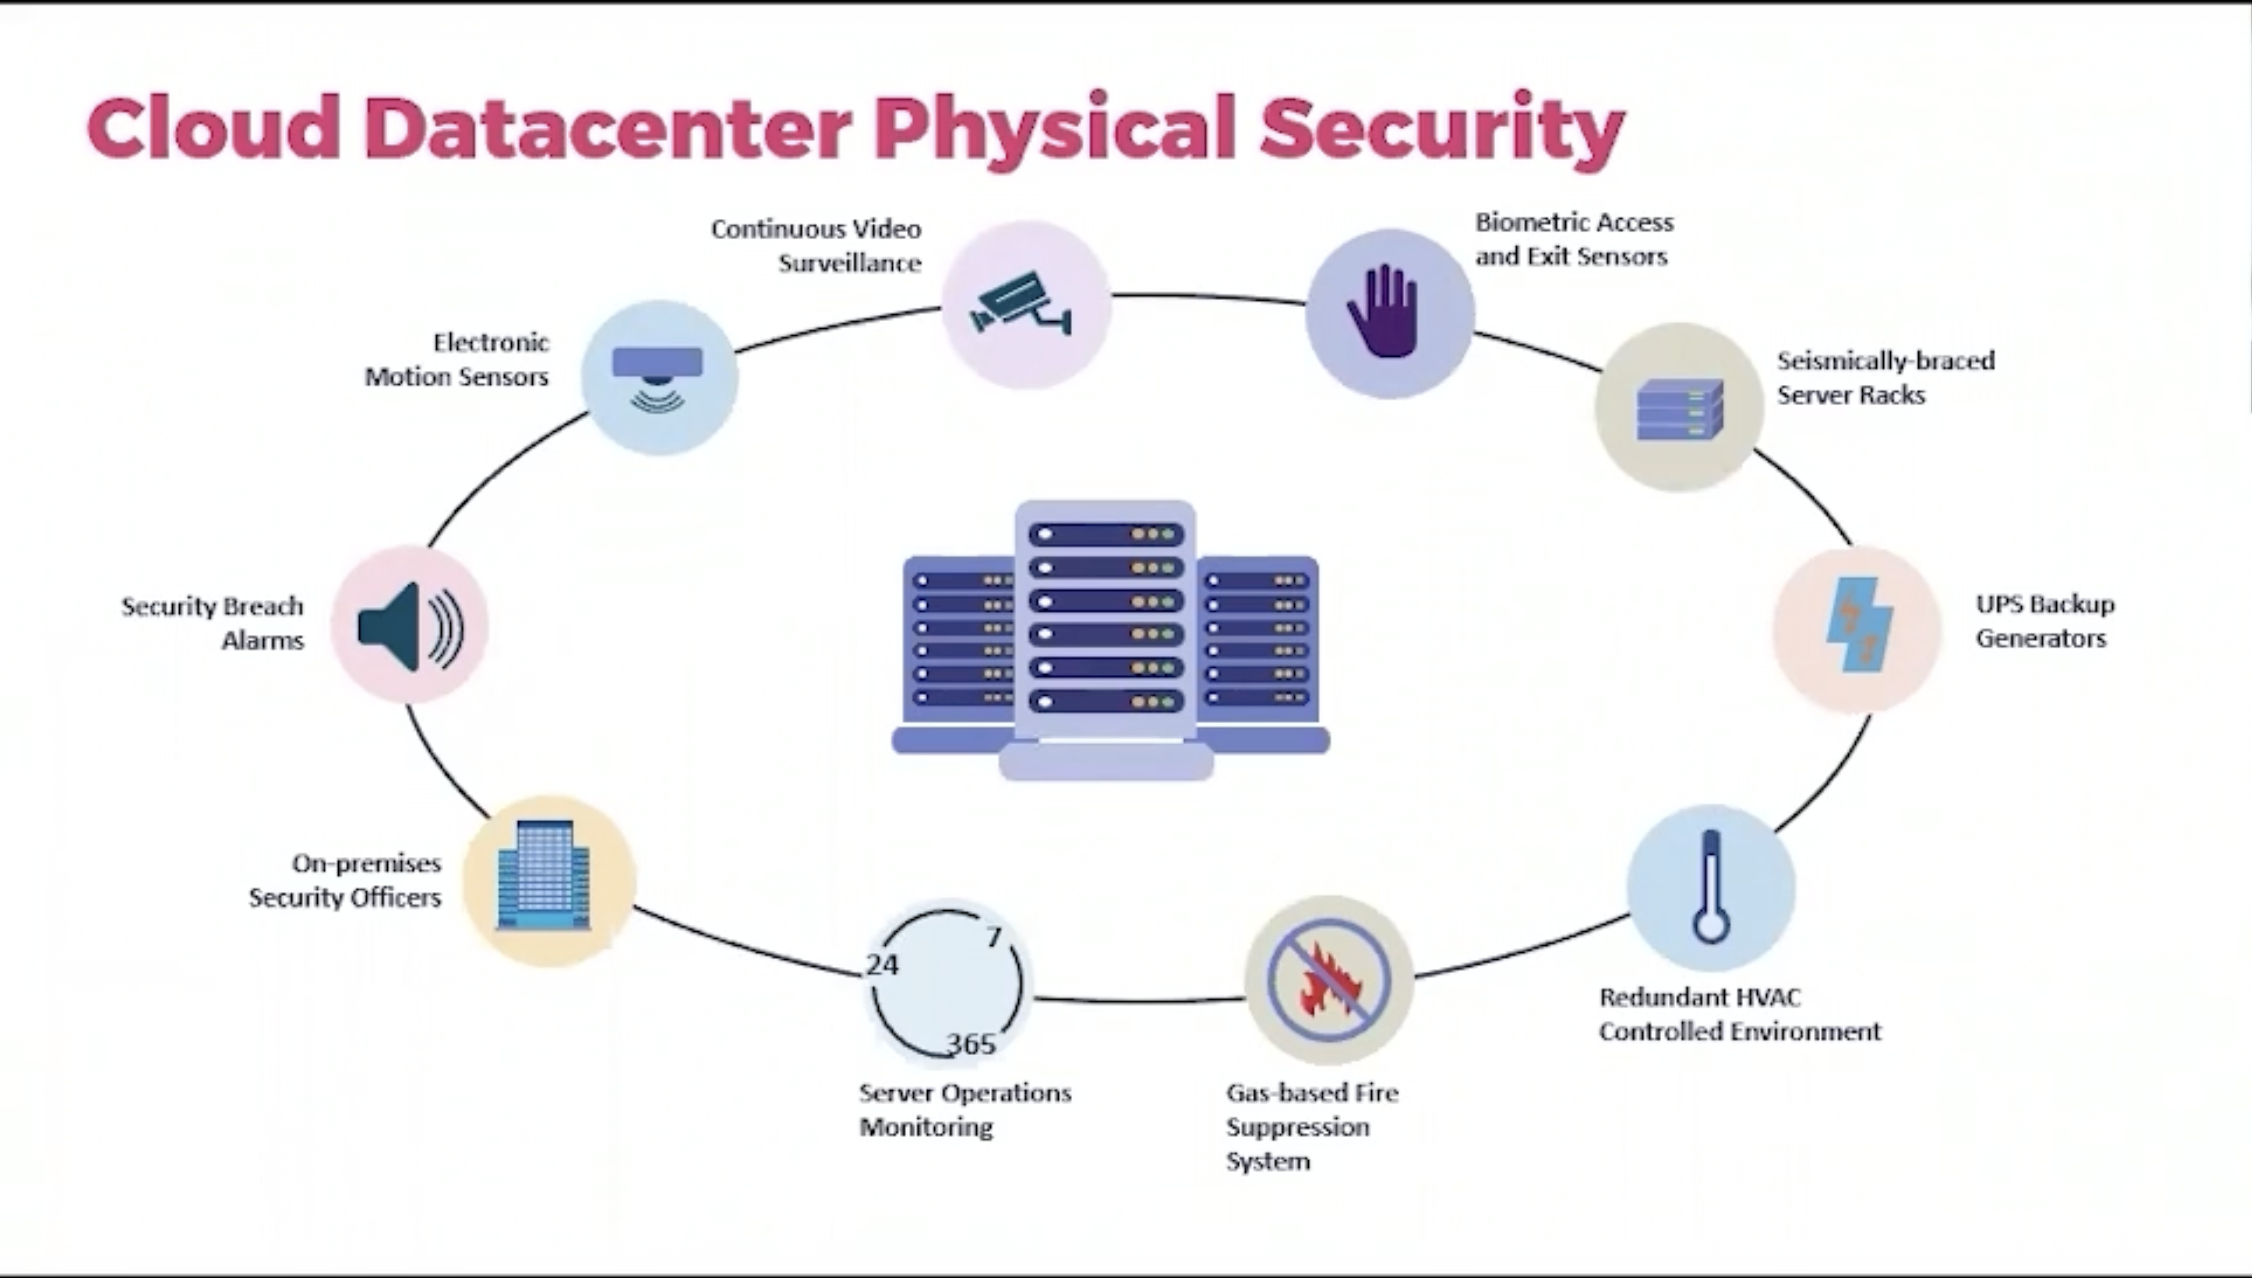 Cloud Datacenter Physical Security
Continuous Video
Surveillance
Biometric Access
and Exit Sensors
Electronic
Motion Sensors
Seismically-braced
Server Racks
Security Breach
Alarms
UPS Backup
Generators
On-premises
Security Officers
7
24
365
Redundant HVAC
Controlled Environment
Server Operations
Monitoring
Gas-based Fire
Suppression
System